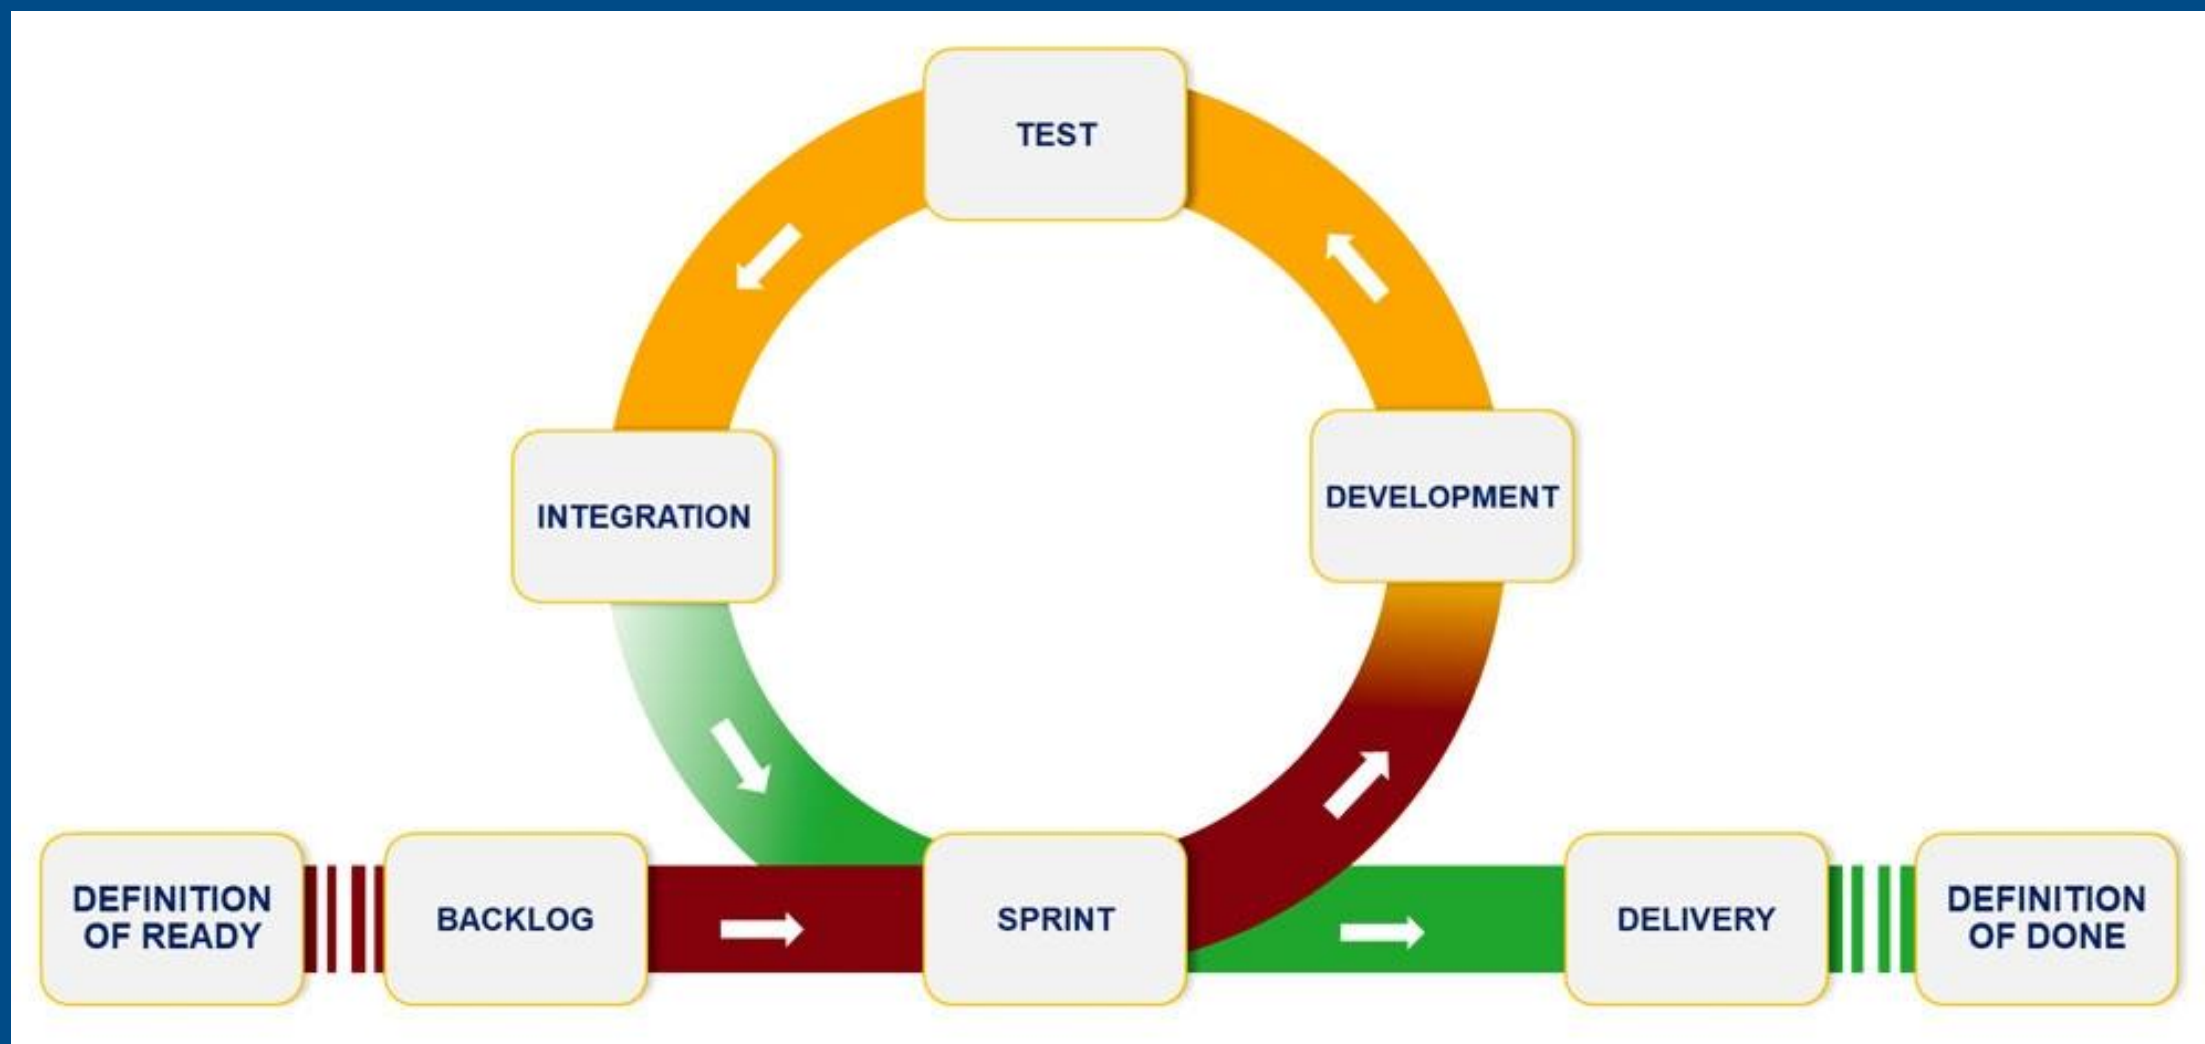 TEST
INTEGRATION
DEVELOPMENT
DEFINITION
OF READY
BACKLOG
SPRINT
DELIVERY
DEFINITION
OF DONE